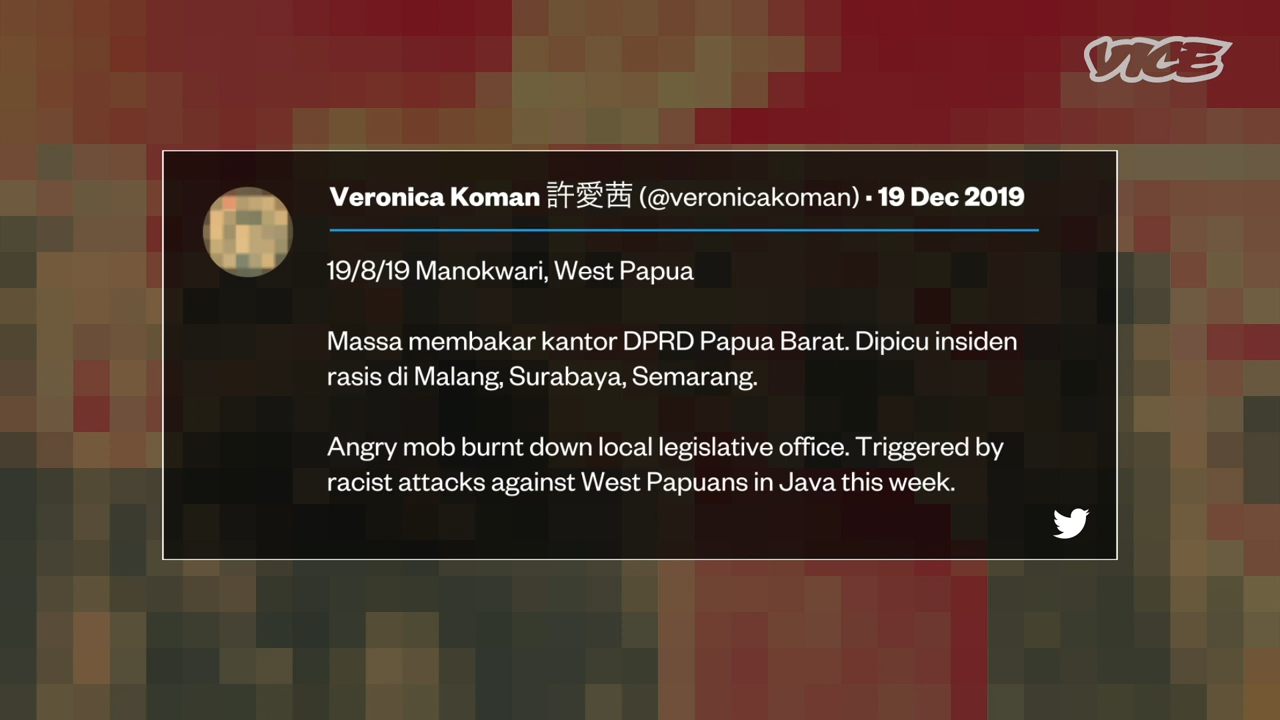 VICE
Veronica Koman 許愛茜 (@veronicakoman) · 19 Dec 2019
19/8/19 Manokwari, West Papua
Massa membakar kantor DPRD Papua Barat. Dipicu insiden
rasis di Malang, Surabaya, Semarang.
Angry mob burnt down local legislative office. Triggered by
racist attacks against West Papuans in Java this week.